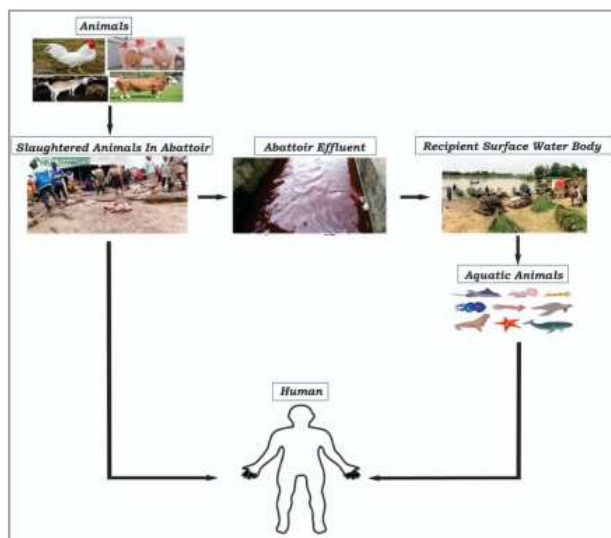 Animals
Slaughtered Animals In Abattoir
Abattoir Effluent
Recipient Surface Water Body
Aquatic Animals
Human